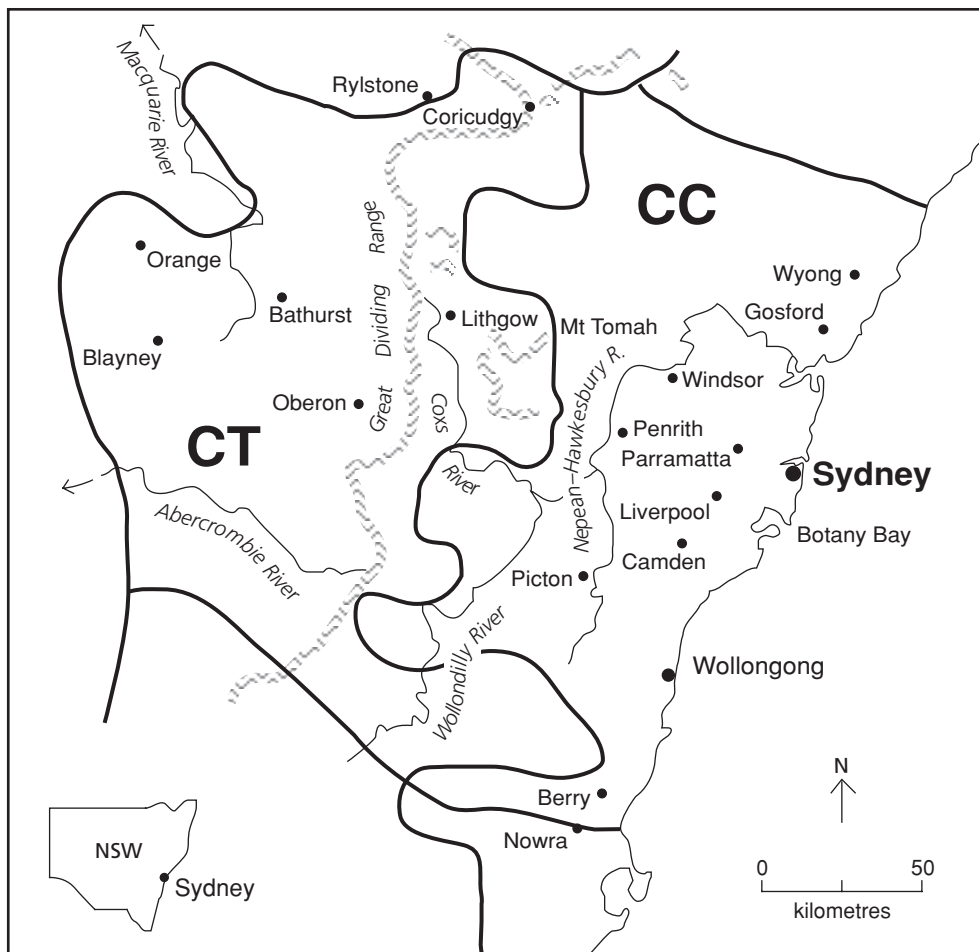 Macquarie River
Rylstone
Coricudgy
CC
Orange
Great Dividing Range
Wyong
Bathurst
Lithgow
Gosford
Mt Tomah
Blayney
Windsor
Oberon
Coxs
River
Nepean–Hawkesbury R.
Penrith
CT
Parramatta
Sydney
Liverpool
Abercrombie River
Botany Bay
Camden
Picton
Wollondilly River
Wollongong
N
Berry
Nowra
NSW
Sydney
0 50
kilometres